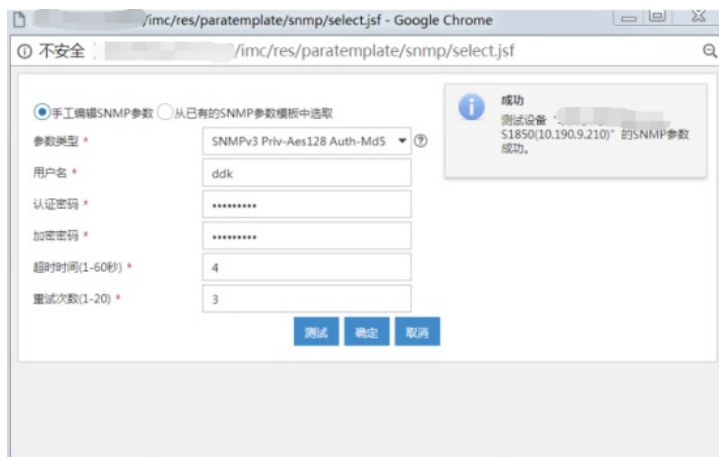 /imc/res/paratemplate/snmp/select.jsf - Google Chrome
不安全 /imc/res/paratemplate/snmp/select.jsf
手工编辑SNMP参数 从已有的SNMP参数模板中选取
参数类型 * SNMPv3 Priv-Aes128 Auth-Md5
用户名 * ddk
认证密码 * •••••••••
加密密码 * •••••••••
超时时间(1-60秒) * 4
重试次数(1-20) * 3
测试 确定 取消
成功
测试设备“
S1850(10.190.9.210)”的SNMP参数
成功。